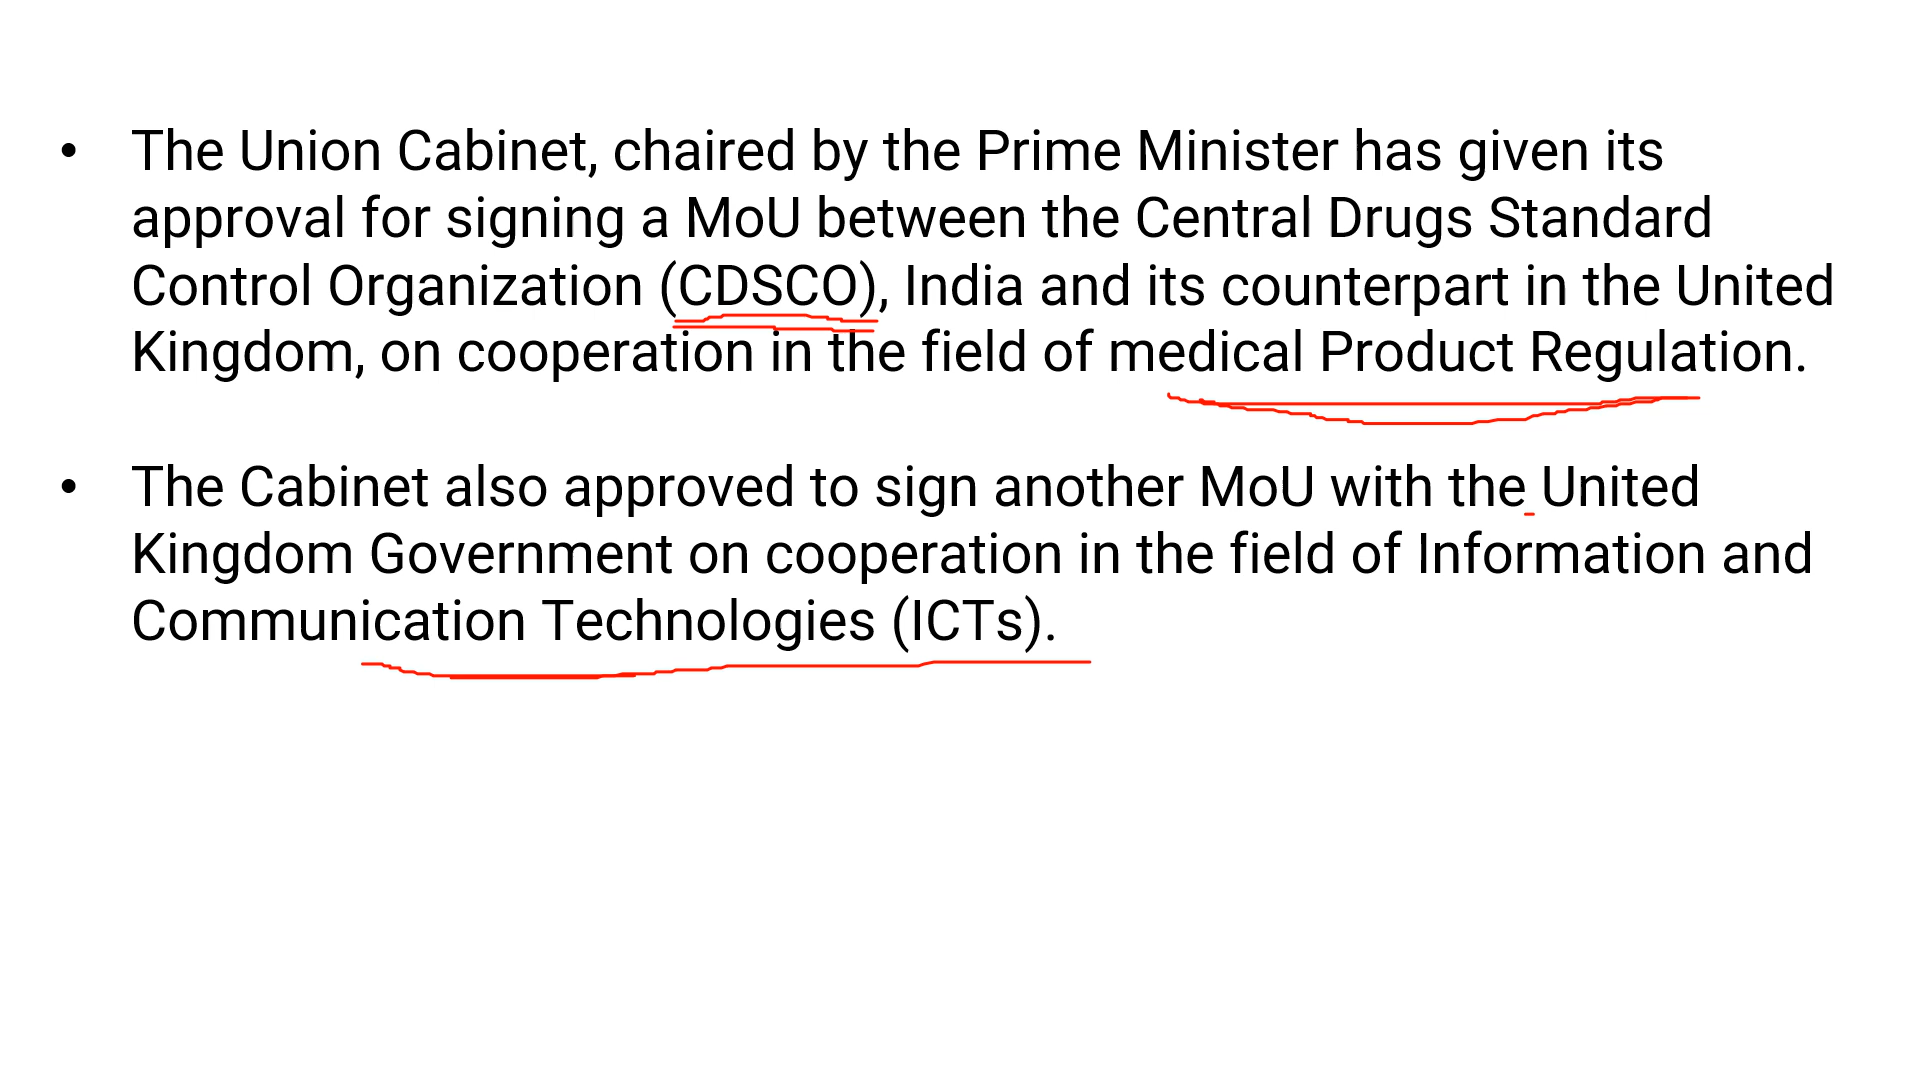 • The Union Cabinet, chaired by the Prime Minister has given its
approval for signing a MoU between the Central Drugs Standard
Control Organization (CDSCO), India and its counterpart in the United
Kingdom, on cooperation in the field of medical Product Regulation.
• The Cabinet also approved to sign another MoU with the United
Kingdom Government on cooperation in the field of Information and
Communication Technologies (ICTs).